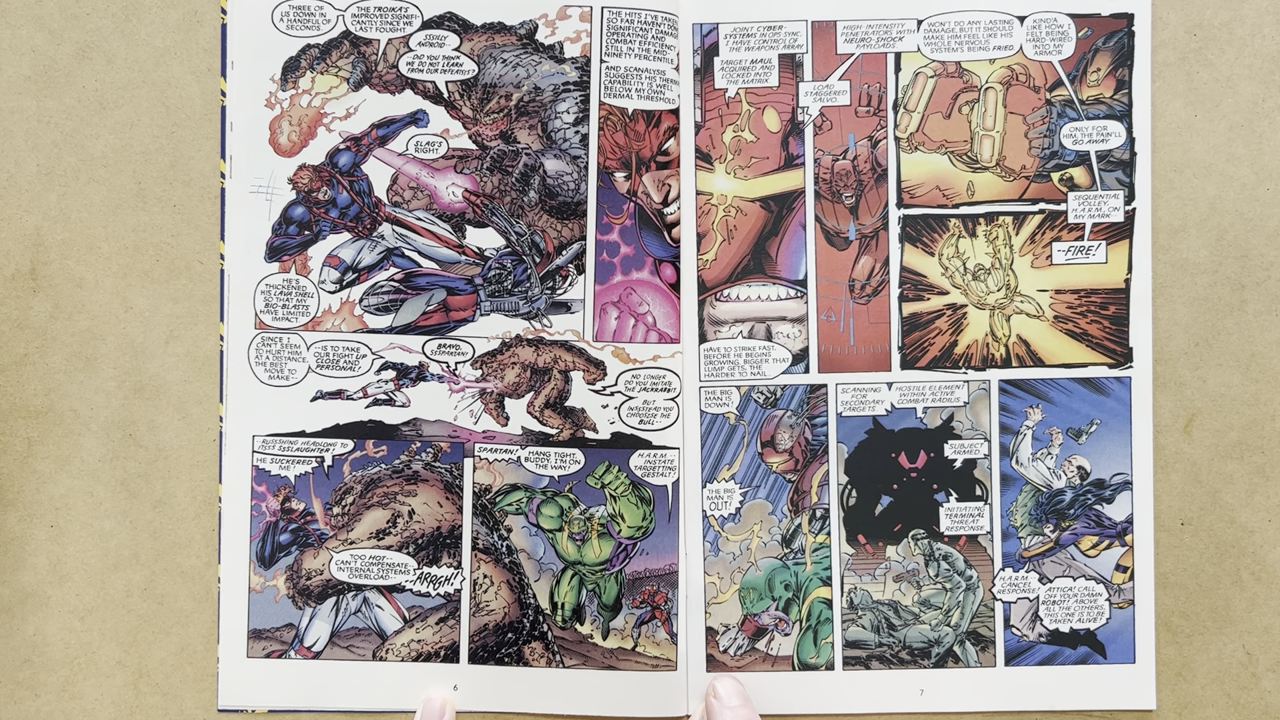 THREE OF
US DOWN IN
A HANDFUL OF
SECONDS.
THE TROIKA'S
IMPROVED SIGNIFI-
CANTLY SINCE WE
LAST FOUGHT.
SSSILLY
ANDROID--
--DID YOU THINK
WE DO NOT LEARN
FROM OUR DEFEATS?
SLAG'S
RIGHT.
HE'S
THICKENED
HIS LAVA SHELL
SO THAT MY
BIO-BLASTS
HAVE LIMITED
IMPACT.
THE HITS I'VE TAKEN
SO FAR HAVEN'T DONE
SIGNIFICANT DAMAGE.
OPERATING AND
COMBAT EFFICIENCY
STILL IN THE MID-
NINETY PERCENTILE.
AND SCANALYSIS
SUGGESTS HIS THERMAL
CAPABILITY IS WELL
BELOW MY OWN
DERMAL THRESHOLD.
SINCE I
CAN'T SEEM
TO HURT HIM
AT A DISTANCE,
THE BEST
MOVE TO
MAKE--
--IS TO TAKE
OUR FIGHT UP
CLOSE AND
PERSONAL!
BRAVO,
SSSPARTAN!
NO LONGER
DO YOU IMITATE
THE JACKRABBIT.
BUT
INSSSTEAD YOU
CHOOSSSE THE
BULL--
--RUSSSHING HEADLONG TO
ITSSS SSSLAUGHTER!
HE SUCKERED
ME!
TOO HOT--
CAN'T COMPENSATE--
INTERNAL SYSTEMS
OVERLOAD--
ARRGH!
SPARTAN!
HANG TIGHT,
BUDDY, I'M ON
THE WAY!
H.A.R.M.--
INSTATE
TARGETTING
GESTALT!
6
JOINT CYBER-
SYSTEMS IN OPS SYNC.
I HAVE CONTROL OF
THE WEAPONS ARRAY.
TARGET MAUL
ACQUIRED AND
LOCKED INTO
THE MATRIX
HAVE TO STRIKE FAST,
BEFORE HE BEGINS
GROWING. BIGGER THAT
LUMP GETS, THE
HARDER TO NAIL.
HIGH-INTENSITY
PENETRATORS WITH
NEURO-SHOCK
PAYLOADS.
LOAD
STAGGERED
SALVO.
WON'T DO ANY LASTING
DAMAGE, BUT IT SHOULD
MAKE HIM FEEL LIKE HIS
WHOLE NERVOUS
SYSTEM'S BEING FRIED.
KIND'A
LIKE HOW I
FELT BEING
HARD-WIRED
INTO MY
ARMOR.
ONLY FOR
HIM, THE PAIN'LL
GO AWAY
SEQUENTIAL
VOLLEY,
H.A.R.M., ON
MY MARK--
--FIRE!
THE BIG
MAN IS
DOWN!
THE BIG
MAN IS
OUT!
SCANNING
FOR
SECONDARY
TARGETS...
HOSTILE ELEMENT
WITHIN ACTIVE
COMBAT RADIUS
SUBJECT
ARMED.
INITIATING
TERMINAL
THREAT
RESPONSE.
H.A.R.M.--
CANCEL
RESPONSE!
ATTICA! CALL
OFF YOUR DAMN
ROBOT! ABOVE
ALL THE OTHERS,
THIS ONE IS TO BE
TAKEN ALIVE!
7